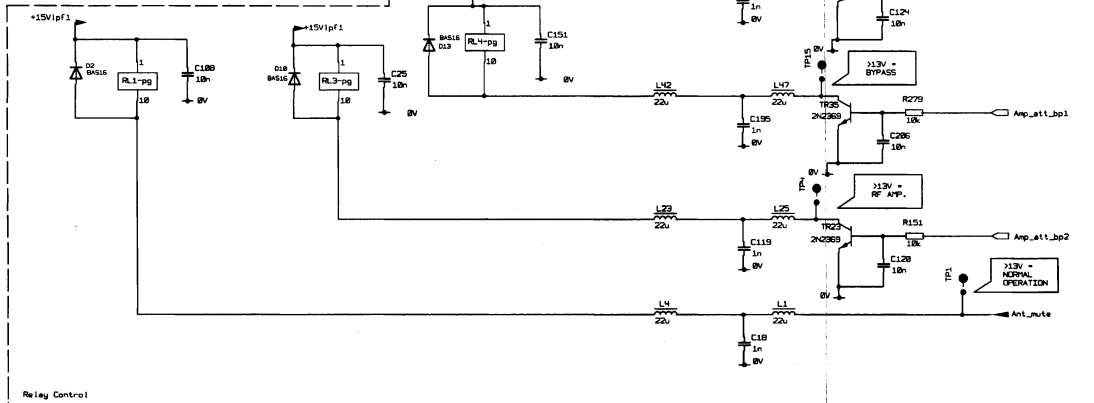 +15Vlpf1
D2
BAS16
1
RL1-pg
10
C108
10n
0V
+15Vlpf1
D10
BAS16
1
RL3-pg
10
C25
10n
0V
BAS16
D13
1
RL4-pg
10
C151
10n
0V
1n
0V
C124
10n
0V
TP15
>13V =
BYPASS
L42
22u
L47
22u
C195
1n
0V
TR35
2N2369
R279
10k
Amp_att_bp1
C206
10n
0V
TP4
>13V =
RF AMP.
L23
22u
L25
22u
C119
1n
0V
TR23
2N2369
R151
10k
Amp_att_bp2
C120
10n
0V
TP1
>13V =
NORMAL
OPERATION
L4
22u
L1
22u
Ant_mute
C18
1n
0V
Relay Control